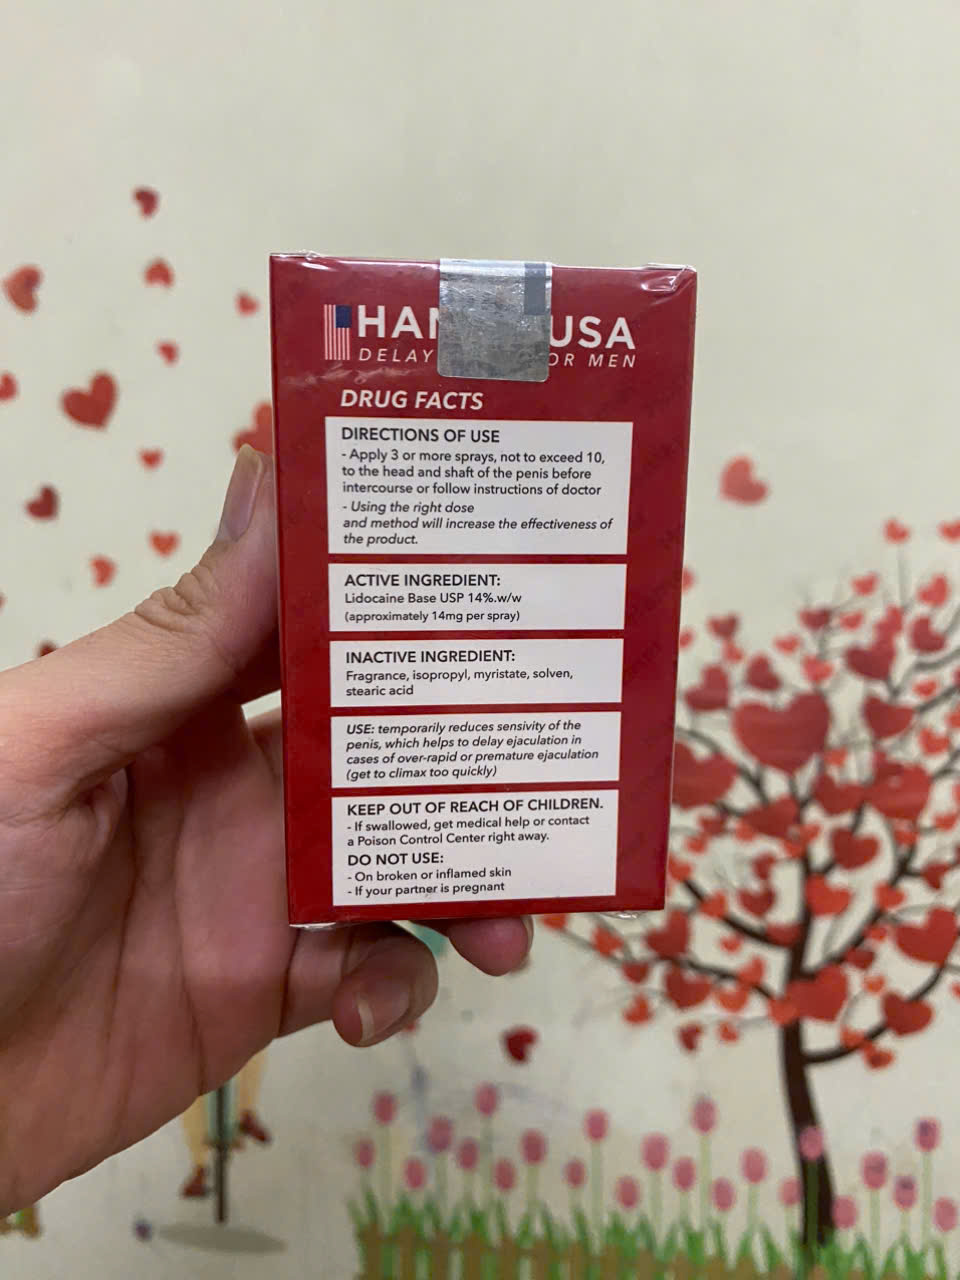 HAM USA
DELAY OR MEN
DRUG FACTS
DIRECTIONS OF USE
- Apply 3 or more sprays, not to exceed 10,
to the head and shaft of the penis before
intercourse or follow instructions of doctor
- Using the right dose
and method will increase the effectiveness of
the product.
ACTIVE INGREDIENT:
Lidocaine Base USP 14%.w/w
(approximately 14mg per spray)
INACTIVE INGREDIENT:
Fragrance, isopropyl, myristate, solven,
stearic acid
USE: temporarily reduces sensivity of the
penis, which helps to delay ejaculation in
cases of over-rapid or premature ejaculation
(get to climax too quickly)
KEEP OUT OF REACH OF CHILDREN.
- If swallowed, get medical help or contact
a Poison Control Center right away.
DO NOT USE:
- On broken or inflamed skin
- If your partner is pregnant